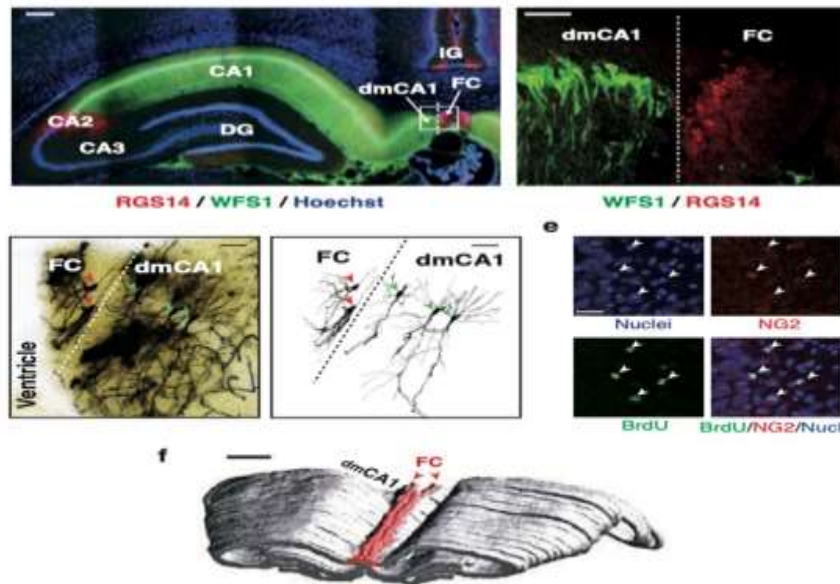 CA1
IG
dmCA1
FC
CA2
CA3
DG
RGS14 / WFS1 / Hoechst
dmCA1
FC
WFS1 / RGS14
FC
dmCA1
Ventricle
FC
dmCA1
e
Nuclei
NG2
BrdU
BrdU/NG2/Nucl
f
dmCA1
FC